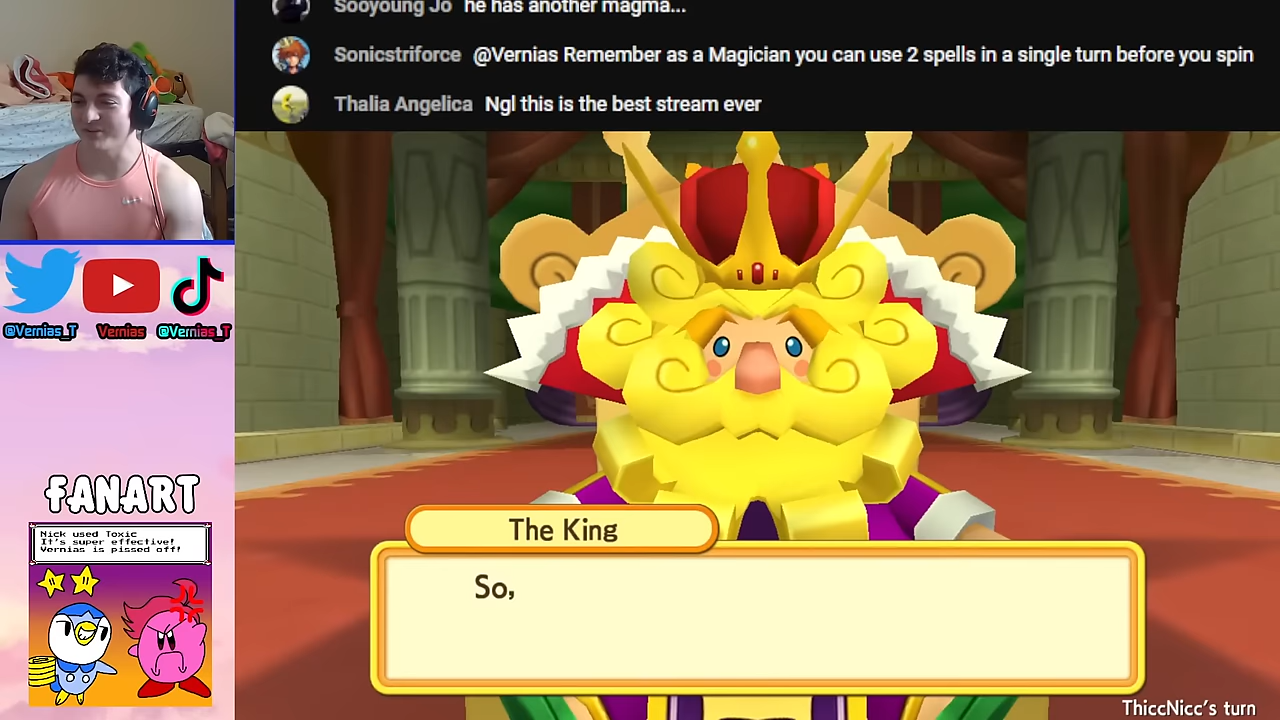 Sooyoung Jo he has another magma...
Sonicstriforce @Vernias Remember as a Magician you can use 2 spells in a single turn before you spin
Thalia Angelica Ngl this is the best stream ever
@Vernias_T Vernias @Vernias_T
FANART
Nick used Toxic
It's super effective!
Vernias is pissed off!
The King
So,
ThiccNicc's turn